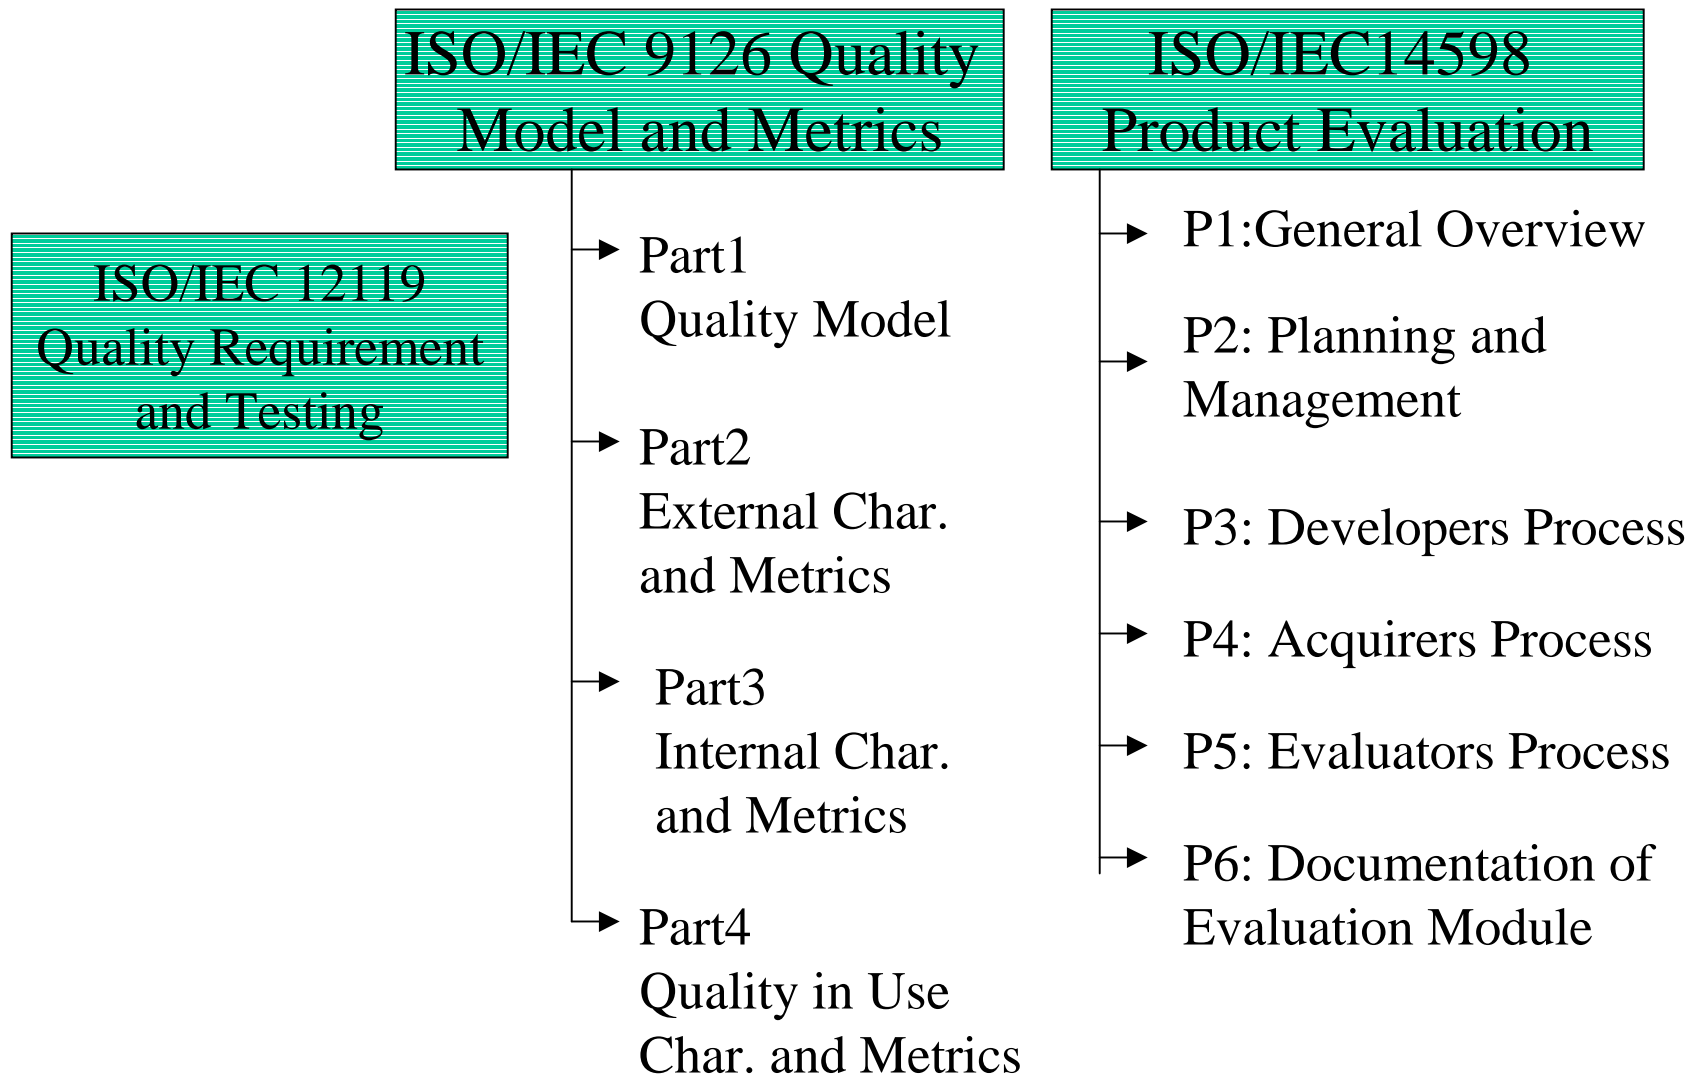 ISO/IEC 9126 Quality
Model and Metrics
ISO/IEC14598
Product Evaluation
ISO/IEC 12119
Quality Requirement
and Testing
Part1
Quality Model
Part2
External Char.
and Metrics
Part3
Internal Char.
and Metrics
Part4
Quality in Use
Char. and Metrics
P1:General Overview
P2: Planning and
Management
P3: Developers Process
P4: Acquirers Process
P5: Evaluators Process
P6: Documentation of
Evaluation Module